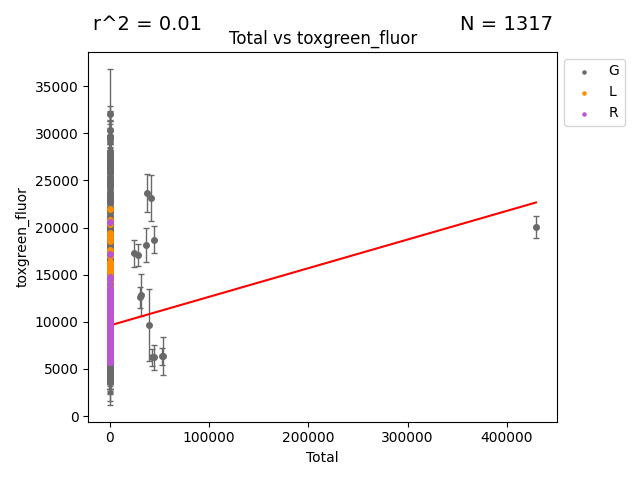 r^2 = 0.01
N = 1317
Total vs toxgreen_fluor
35000
30000
25000
20000
15000
10000
5000
0
toxgreen_fluor
0
100000
200000
300000
400000
Total
G
L
R